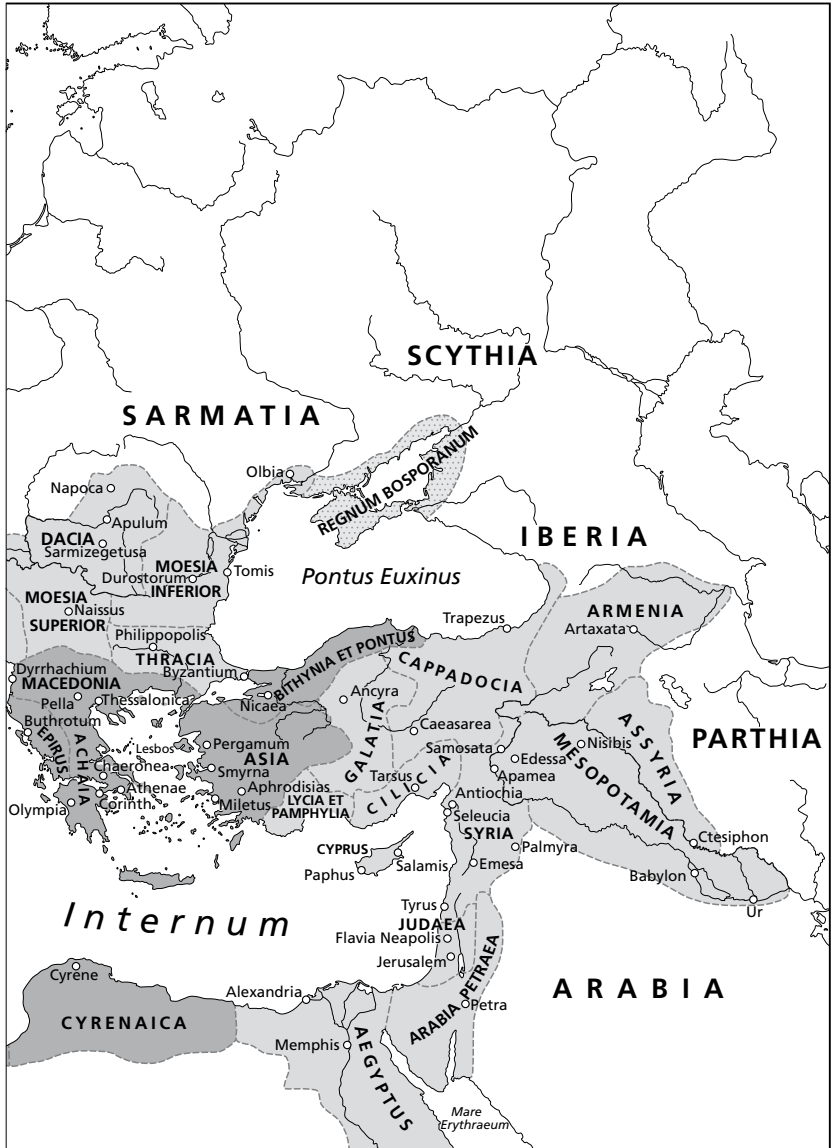 SCYTHIA
SARMATIA
Olbia
REGNUM BOSPORANUM
Napoca
Apulum
DACIA
Sarmizegetusa
IBERIA
MOESIA
INFERIOR
Durostorum
Tomis
Pontus Euxinus
MOESIA
SUPERIOR
Naissus
Trapezus
ARMENIA
Artaxata
Philippopolis
THRACIA
Byzantium
BITHYNIA ET PONTUS
CAPPADOCIA
Dyrrhachium
MACEDONIA
Pella
Thessalonica
Nicaea
Ancyra
Buthrotum
EPIRUS
ACHAIA
Lesbos
Pergamum
ASIA
GALATIA
Caeasarea
Samosata
Edessa
Nisibis
ASSYRIA
MESOPOTAMIA
PARTHIA
Chaeronea
Smyrna
Tarsus
CILICIA
Apamea
Athenae
Aphrodisias
Olympia
Corinth
Miletus
LYCIA ET
PAMPHYLIA
Antiochia
Seleucia
SYRIA
Ctesiphon
CYPRUS
Salamis
Paphus
Palmyra
Emesa
Babylon
Ur
Internum
Tyrus
JUDAEA
Flavia Neapolis
Jerusalem
Cyrene
Alexandria
ARABIA PETRAEA
Petra
ARABIA
CYRENAICA
Memphis
AEGYPTUS
Mare
Erythraeum